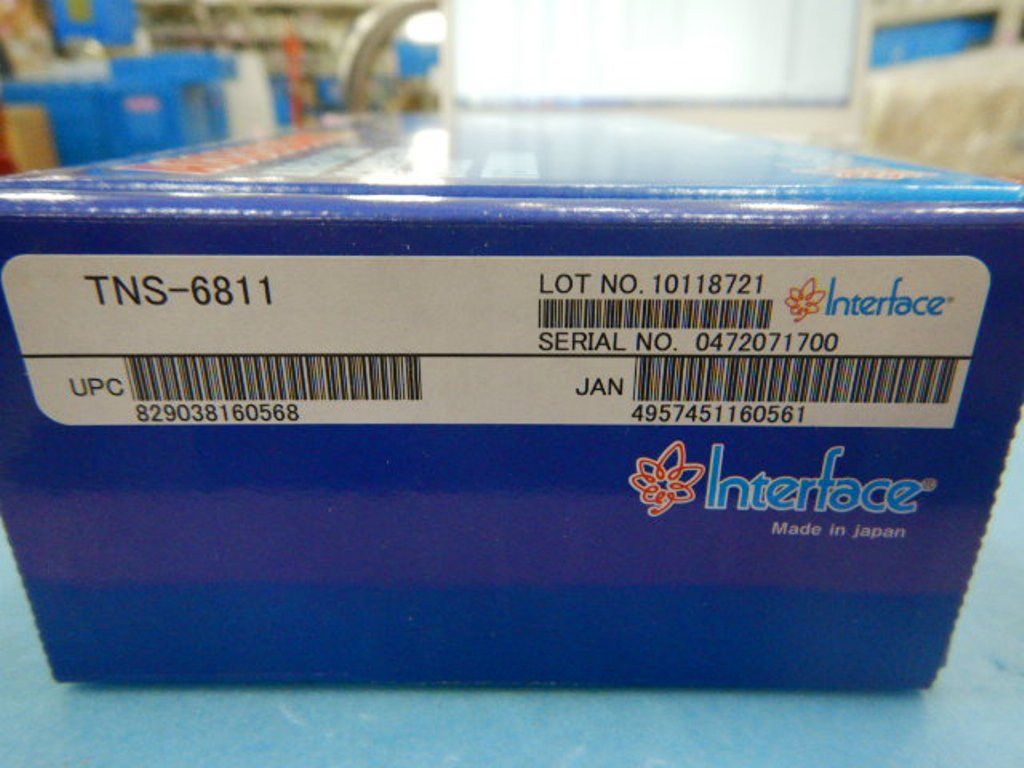 TNS-6811
LOT NO. 10118721
Interface®
SERIAL NO. 0472071700
UPC
829038160568
JAN
4957451160561
Interface®
Made in japan